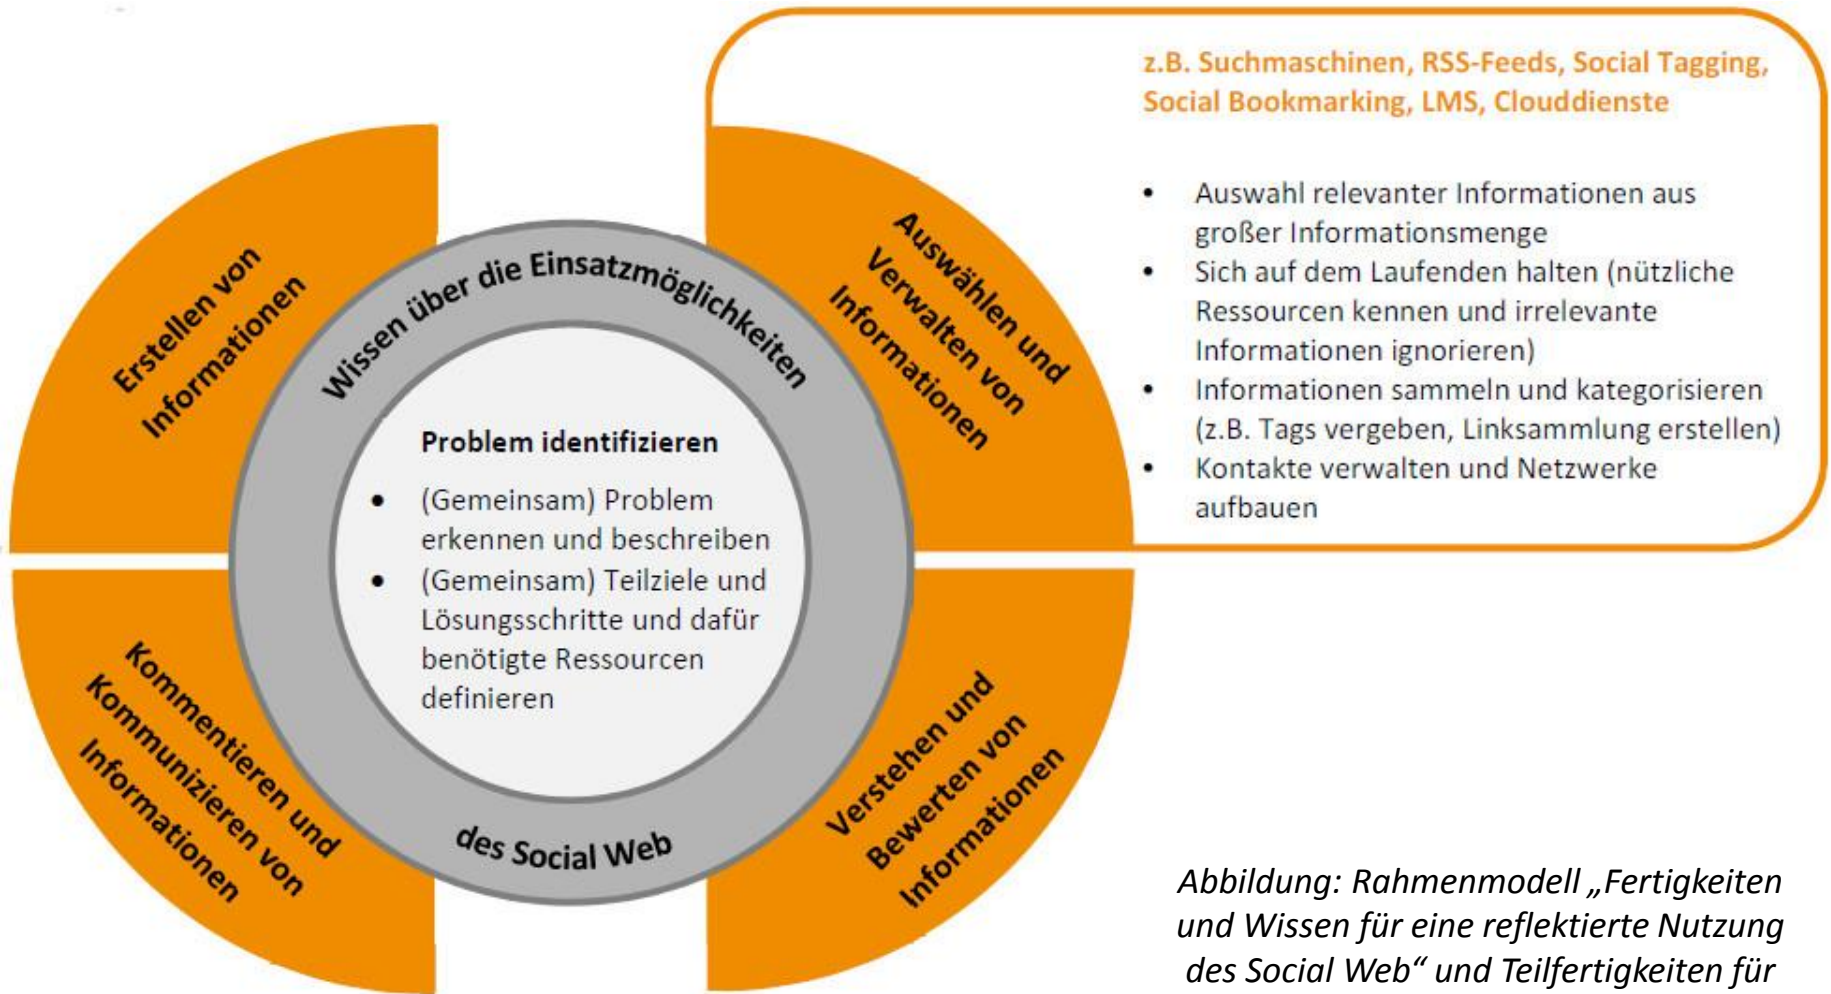 z.B. Suchmaschinen, RSS-Feeds, Social Tagging,
Social Bookmarking, LMS, Clouddienste
• Auswahl relevanter Informationen aus
großer Informationsmenge
• Sich auf dem Laufenden halten (nützliche
Ressourcen kennen und irrelevante
Informationen ignorieren)
• Informationen sammeln und kategorisieren
(z.B. Tags vergeben, Linksammlung erstellen)
• Kontakte verwalten und Netzwerke
aufbauen
Erstellen von
Informationen
Auswählen und
Verwalten von
Informationen
Wissen über die Einsatzmöglichkeiten
des Social Web
Problem identifizieren
• (Gemeinsam) Problem
erkennen und beschreiben
• (Gemeinsam) Teilziele und
Lösungsschritte und dafür
benötigte Ressourcen
definieren
Kommentieren und
Kommunizieren von
Informationen
Verstehen und
Bewerten von
Informationen
Abbildung: Rahmenmodell „Fertigkeiten
und Wissen für eine reflektierte Nutzung
des Social Web“ und Teilfertigkeiten für